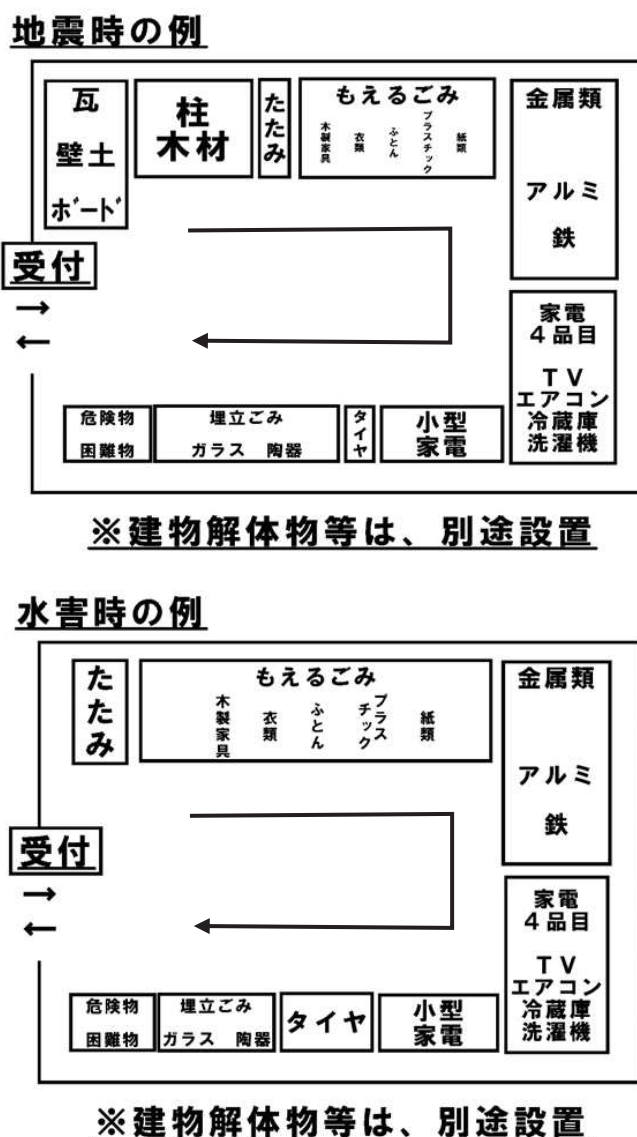 地震時の例
瓦
壁土
ボード
柱
木材
たたみ
もえるごみ
木製家具
衣類
ふとん
プラスチック
紙類
金属類
アルミ
鉄
受付
→
←
家電
4品目
TV
エアコン
冷蔵庫
洗濯機
危険物
困難物
埋立ごみ
ガラス 陶器
タイヤ
小型
家電
※建物解体物等は、別途設置
水害時の例
たたみ
もえるごみ
木製家具
衣類
ふとん
プラス
チック
紙類
金属類
アルミ
鉄
受付
→
←
家電
4品目
TV
エアコン
冷蔵庫
洗濯機
危険物
困難物
埋立ごみ
ガラス 陶器
タイヤ
小型
家電
※建物解体物等は、別途設置